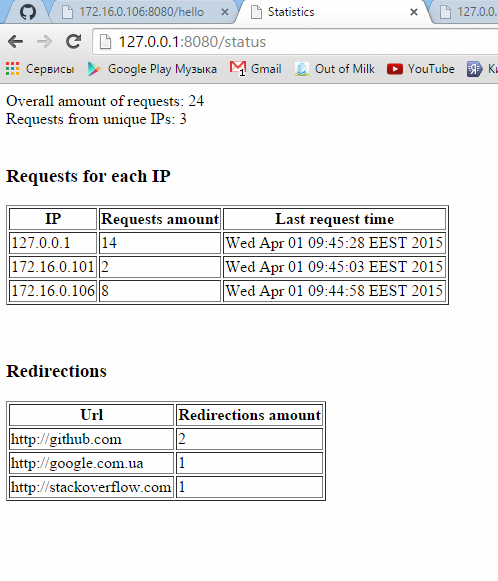 172.16.0.106:8080/hello
Statistics
127.0.0.
127.0.0.1:8080/status
Сервисы
Google Play Музыка
1
Gmail
Out of Milk
YouTube
Я
Overall amount of requests: 24
Requests from unique IPs: 3
Requests for each IP
IP Requests amount Last request time
127.0.0.1 14 Wed Apr 01 09:45:28 EEST 2015
172.16.0.101 2 Wed Apr 01 09:45:03 EEST 2015
172.16.0.106 8 Wed Apr 01 09:44:58 EEST 2015
Redirections
Url Redirections amount
http://github.com 2
http://google.com.ua 1
http://stackoverflow.com 1